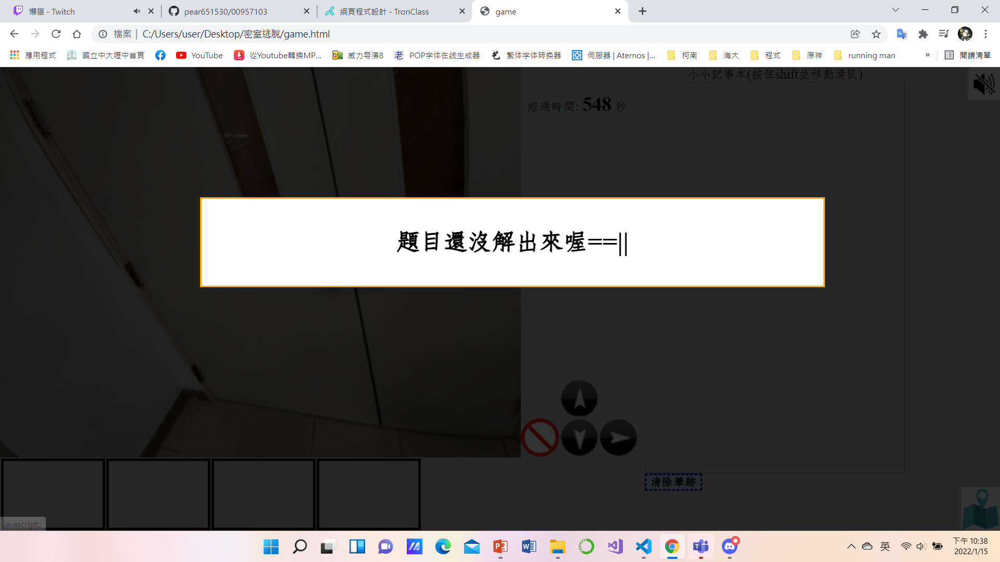 懶貓 - Twitch
pear651530/00957103
網頁程式設計 - TronClass
game
檔案 | C:/Users/user/Desktop/密室逃脫/game.html
應用程式
國立中大壢中首頁
YouTube
從Youtube轉換MP...
威力导演8
POP字体在线生成器
繁体字体转换器
伺服器 | Aternos |...
柯南
海大
程式
原神
running man
»
閱讀清單
小小記事本(按住shift並移動滑鼠)
經過時間: 548 秒
題目還沒解出來喔==||
清除筆跡
javascript:;
英
下午 10:38
2022/1/15